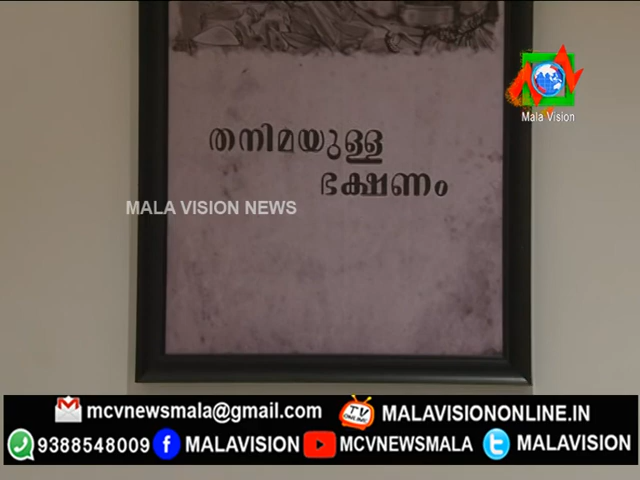 Mala Vision
തനിമയുള്ള
ഭക്ഷണം
MALA VISION NEWS
mcvnewsmala@gmail.com TV ONLINE MALAVISIONONLINE.IN
9388548009 MALAVISION MCVNEWSMALA MALAVISION